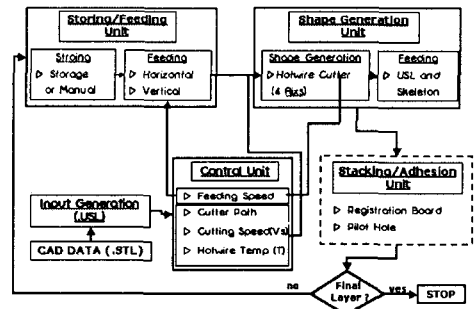 Storing/Feeding
Unit
Stroing
▷ Storage
or Manual
Feeding
▷ Horizontal
▷ Vertical
Shape Generation
Unit
Shape Generation
▷ Hotwire Cutter
(4 Axis)
Feeding
▷ USL and
Skeleton
Control Unit
▷ Feeding Speed
▷ Cutter Path
▷ Cutting Speed(Vs)
▷ Hotwire Temp (T)
Input Generation
(.USL)
CAD DATA (.STL)
Stacking/Adhesion
Unit
▷ Registration Board
▷ Pilot Hole
no
Final
Layer ?
yes
STOP